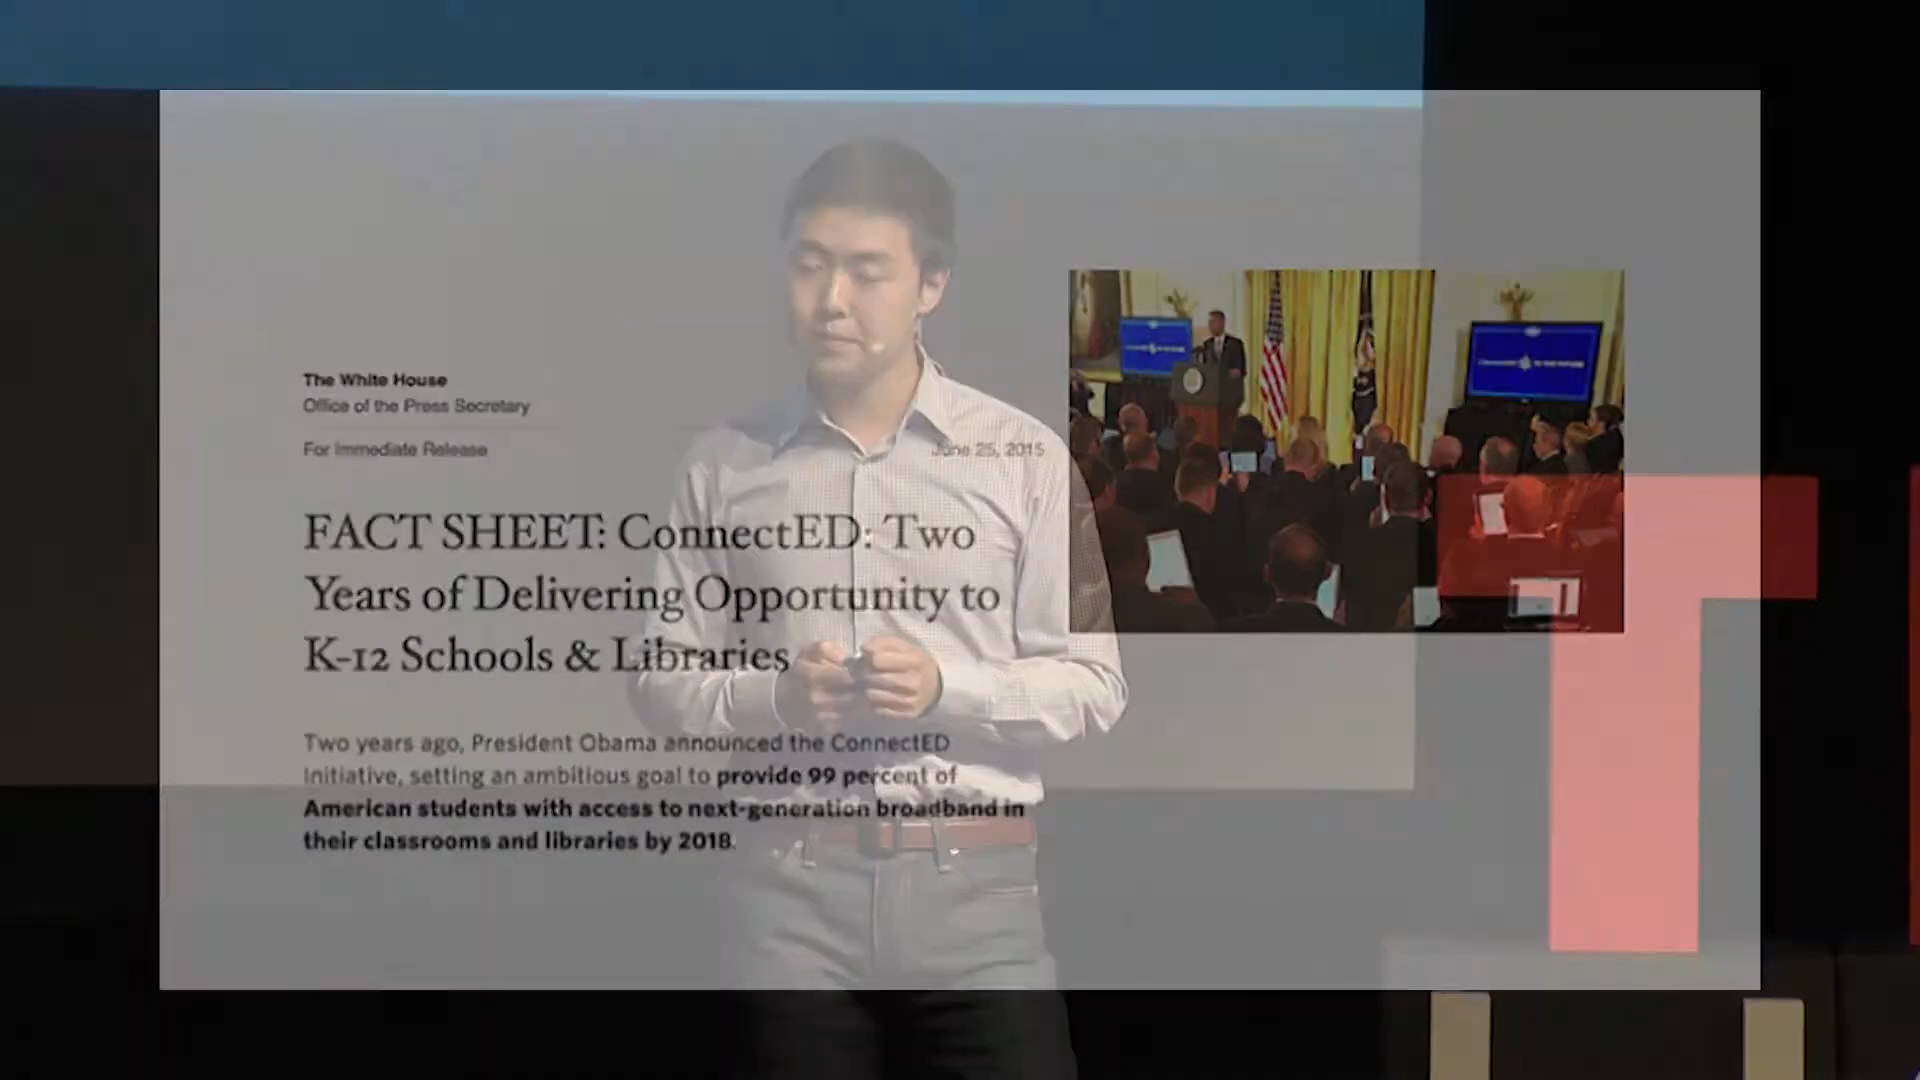 The White House
Office of the Press Secretary
For Immediate Release
June 25, 2015
FACT SHEET: ConnectED: Two
Years of Delivering Opportunity to
K-12 Schools & Libraries
Two years ago, President Obama announced the ConnectED
Initiative, setting an ambitious goal to provide 99 percent of
American students with access to next-generation broadband in
their classrooms and libraries by 2018.
T